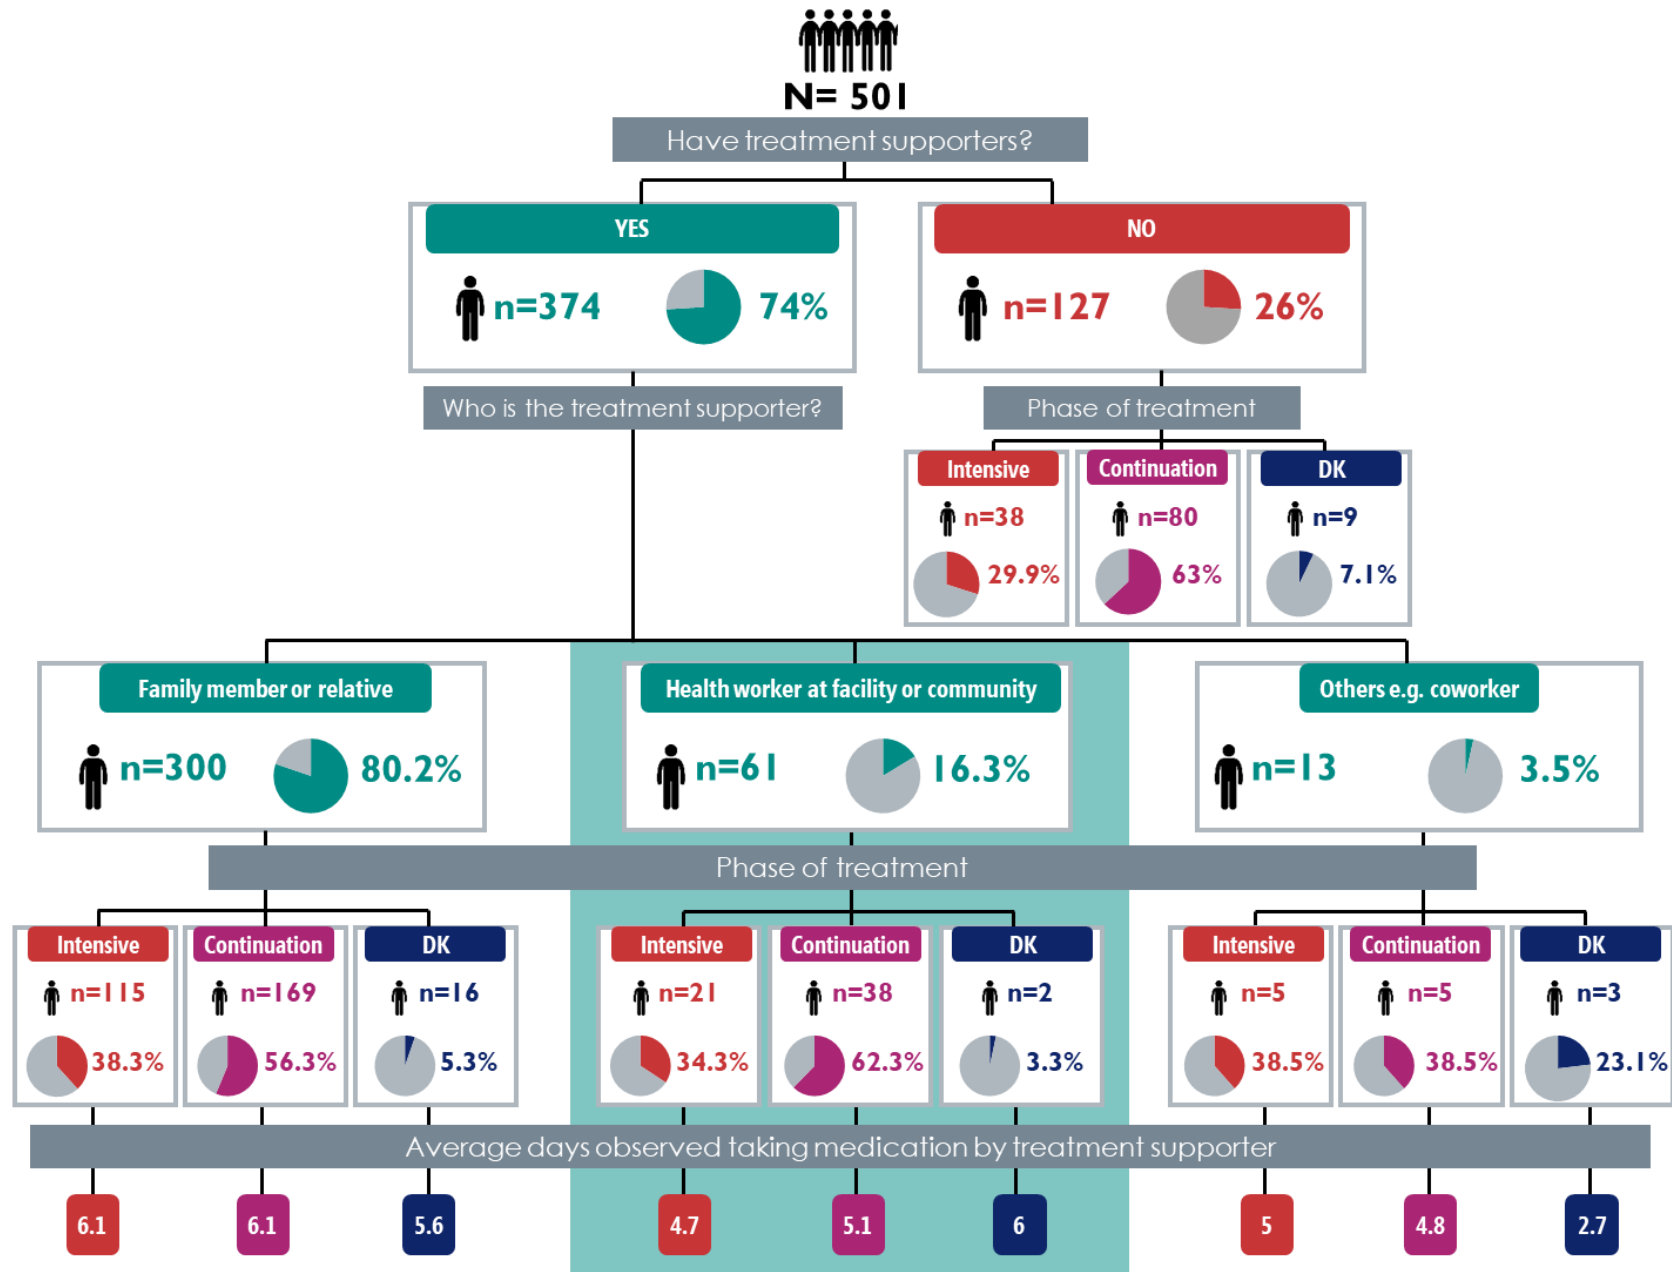 N= 501
Have treatment supporters?
YES
n=374
74%
NO
n=127
26%
Who is the treatment supporter?
Phase of treatment
Intensive
n=38
29.9%
Continuation
n=80
63%
DK
n=9
7.1%
Family member or relative
n=300
80.2%
Health worker at facility or community
n=61
16.3%
Others e.g. coworker
n=13
3.5%
Phase of treatment
Intensive
n=115
38.3%
Continuation
n=169
56.3%
DK
n=16
5.3%
Intensive
n=21
34.3%
Continuation
n=38
62.3%
DK
n=2
3.3%
Intensive
n=5
38.5%
Continuation
n=5
38.5%
DK
n=3
23.1%
Average days observed taking medication by treatment supporter
6.1
6.1
5.6
4.7
5.1
6
5
4.8
2.7